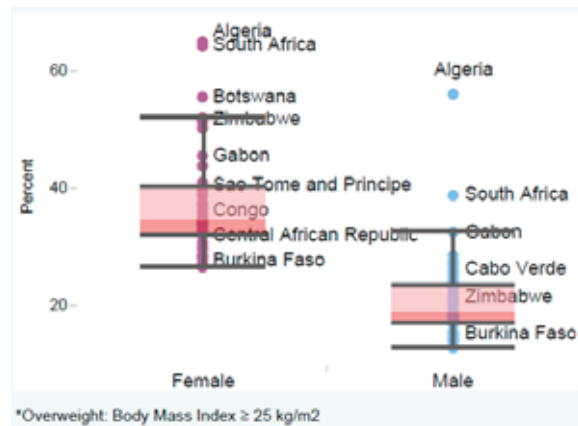 Algeria
South Africa
60
Algeria
Botswana
Zimbabwe
Gabon
Percent
40
Sao Tome and Principe
South Africa
Congo
Central African Republic
Gabon
Burkina Faso
Cabo Verde
20
Zimbabwe
Burkina Faso
Female
Male
*Overweight: Body Mass Index ≥ 25 kg/m2